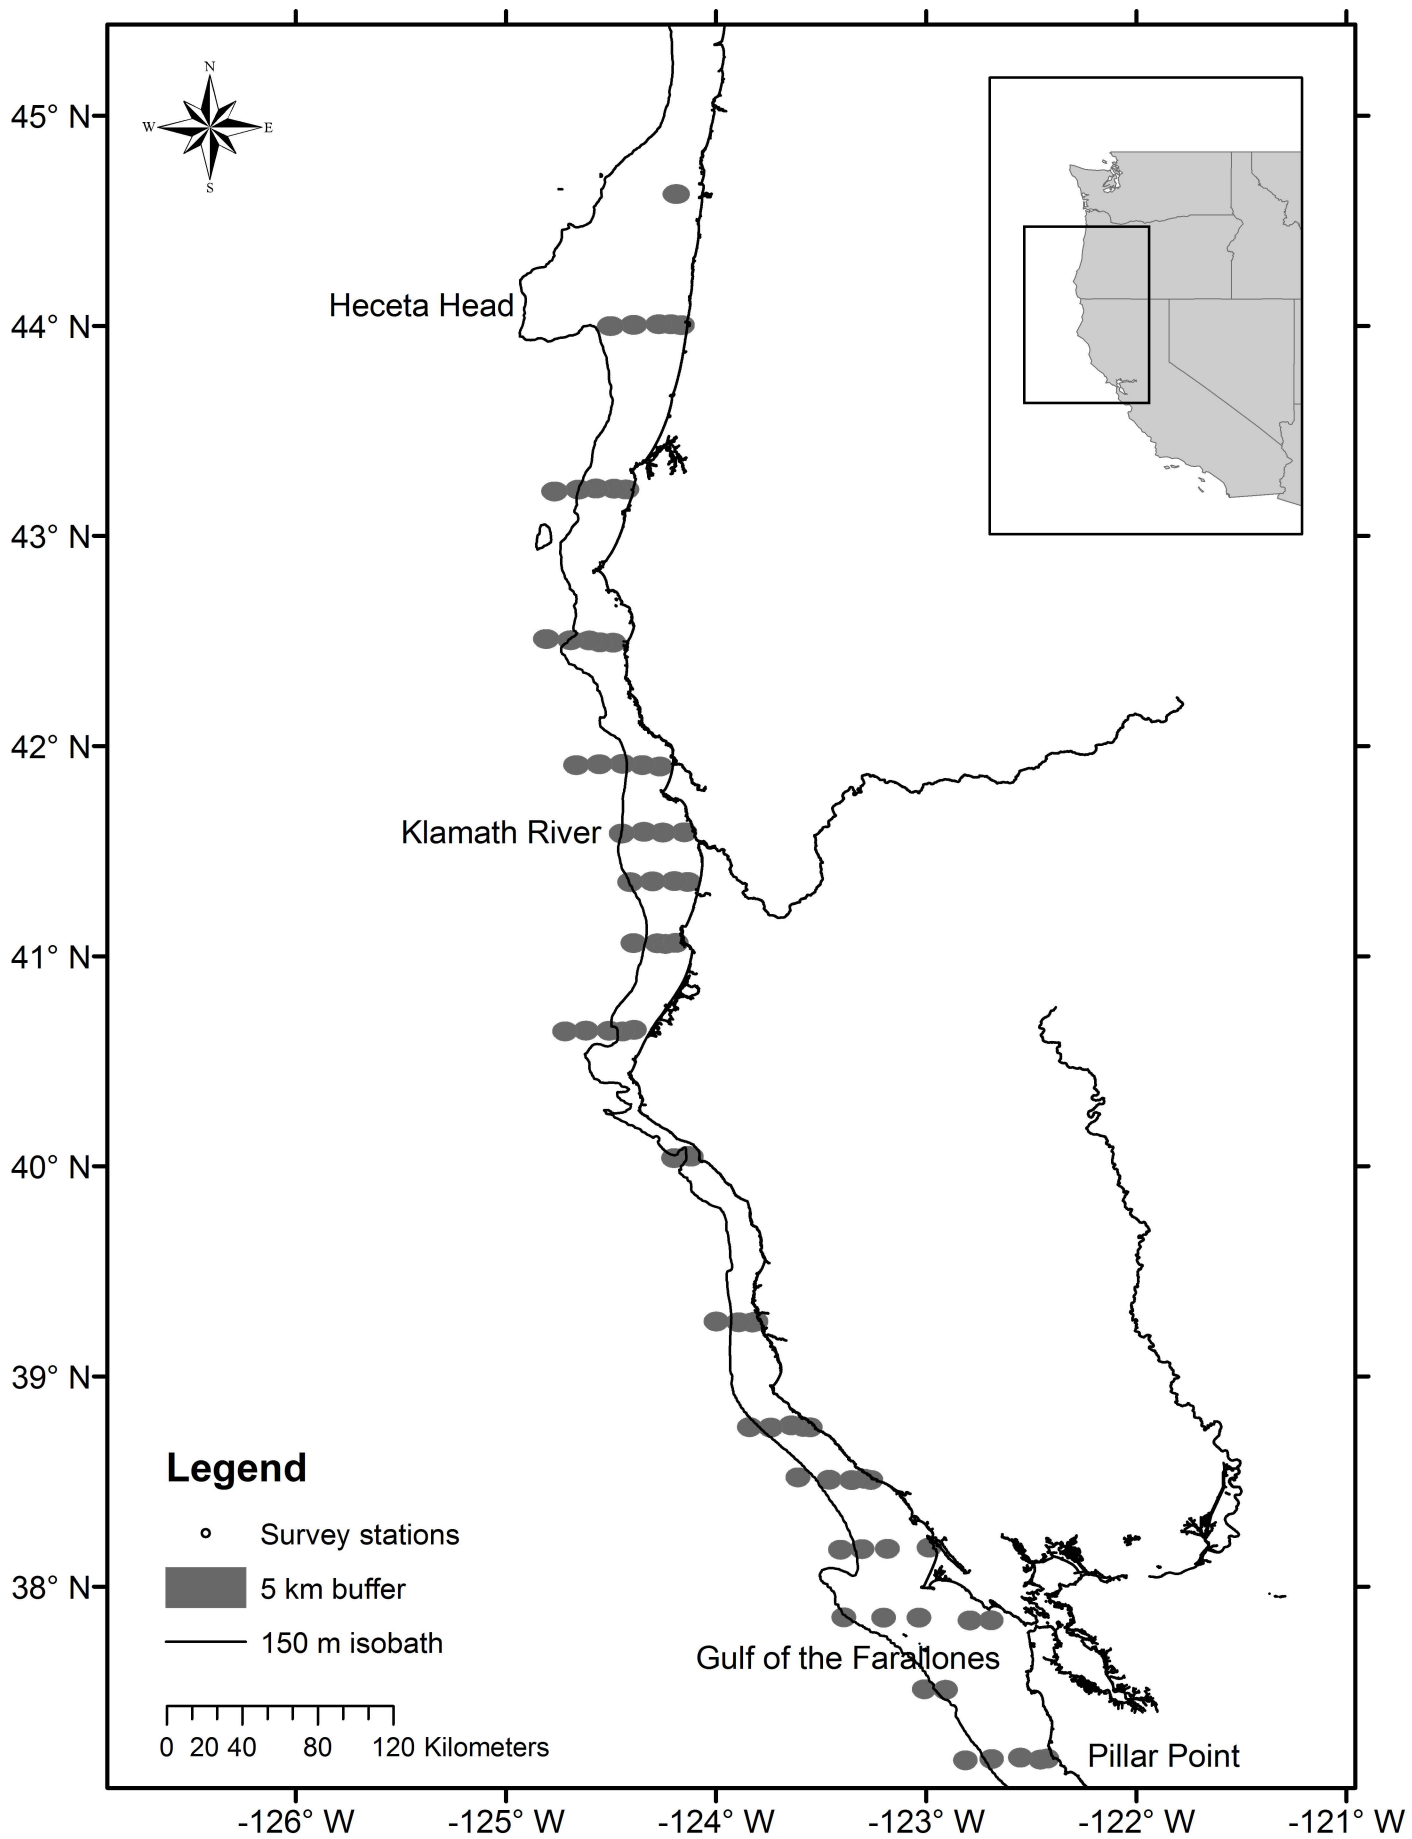 N
W E
S
45° N
44° N
43° N
42° N
41° N
40° N
39° N
38° N
Heceta Head
Klamath River
Gulf of the Farallones
Pillar Point
Legend
Survey stations
5 km buffer
150 m isobath
0 20 40 80 120 Kilometers
-126° W -125° W -124° W -123° W -122° W -121° W